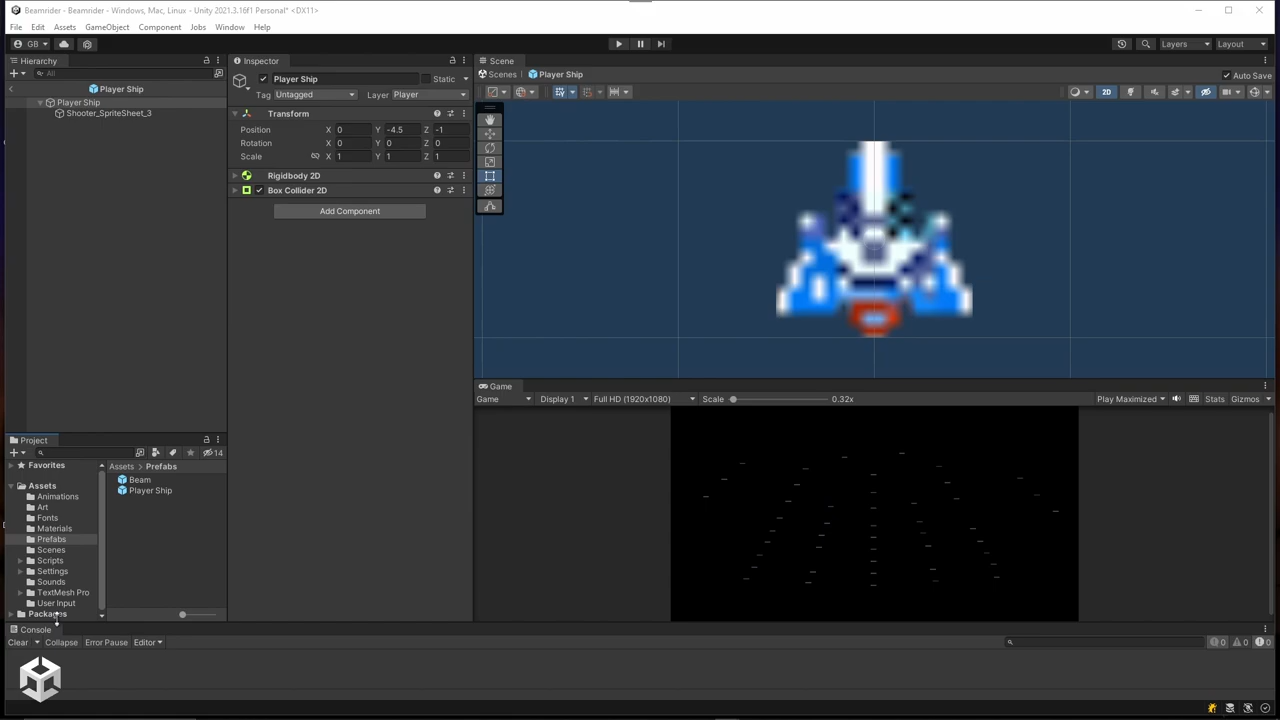 Beamrider - Beamrider - Windows, Mac, Linux - Unity 2021.3.16f1 Personal* <DX11>
File Edit Assets GameObject Component Jobs Window Help
GB Layers Layout
Hierarchy Inspector Scene
All Player Ship Static Scenes Player Ship Auto Save
Player Ship Tag Untagged Layer Player 2D
Player Ship
Shooter_SpriteSheet_3 Transform
Position X 0 Y -4.5 Z -1
Rotation X 0 Y 0 Z 0
Scale X 1 Y 1 Z 1
Rigidbody 2D
Box Collider 2D
Add Component
Game
Game Display 1 Full HD (1920x1080) Scale 0.32x Play Maximized Stats Gizmos
Project
14
Favorites Assets > Prefabs
Assets Beam
Animations Player Ship
Art
Fonts
Materials
Prefabs
Scenes
Scripts
Settings
Sounds
TextMesh Pro
User Input
Packages
Console
Clear Collapse Error Pause Editor 0 0 0